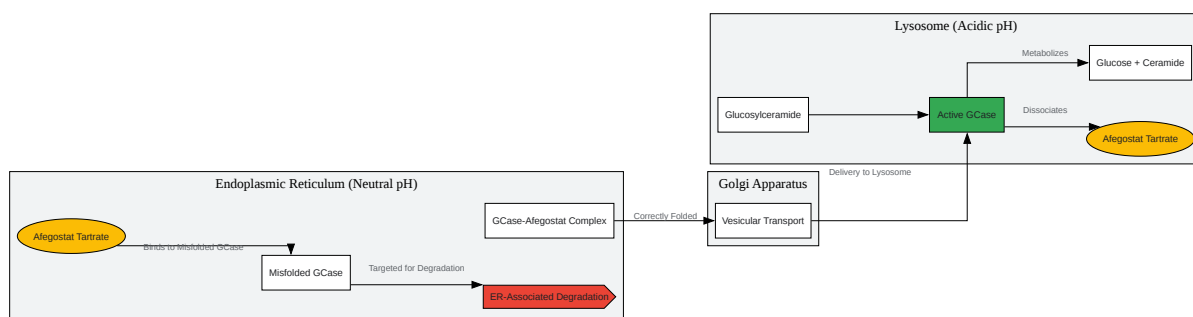 Lysosome (Acidic pH)
Metabolizes
Glucose + Ceramide
Glucosylceramide
Active GCase
Dissociates
Afegostat Tartrate
Delivery to Lysosome
Endoplasmic Reticulum (Neutral pH)
Golgi Apparatus
GCase-Afegostat Complex
Correctly Folded
Vesicular Transport
Afegostat Tartrate
Binds to Misfolded GCase
Misfolded GCase
Targeted for Degradation
ER-Associated Degradation